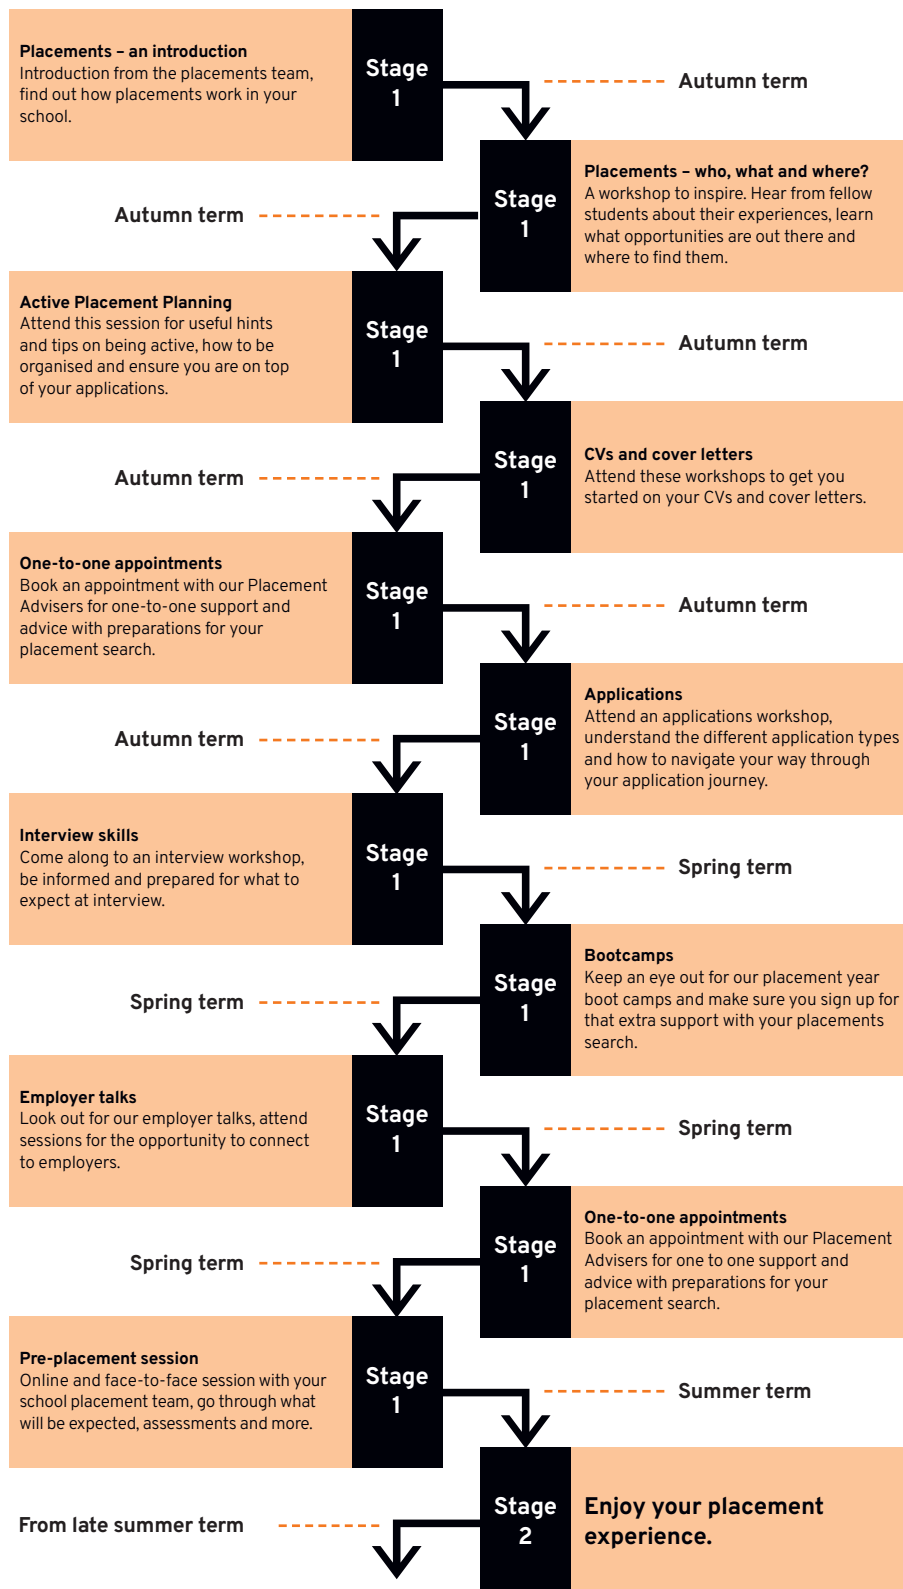 Placements – an introduction
Introduction from the placements team,
find out how placements work in your
school.
Stage
1
Autumn term
Stage
1
Placements – who, what and where?
A workshop to inspire. Hear from fellow
students about their experiences, learn
what opportunities are out there and
where to find them.
Autumn term
Active Placement Planning
Attend this session for useful hints
and tips on being active, how to be
organised and ensure you are on top
of your applications.
Stage
1
Autumn term
Stage
1
CVs and cover letters
Attend these workshops to get you
started on your CVs and cover letters.
Autumn term
One-to-one appointments
Book an appointment with our Placement
Advisers for one-to-one support and
advice with preparations for your
placement search.
Stage
1
Autumn term
Stage
1
Applications
Attend an applications workshop,
understand the different application types
and how to navigate your way through
your application journey.
Autumn term
Interview skills
Come along to an interview workshop,
be informed and prepared for what to
expect at interview.
Stage
1
Spring term
Stage
1
Bootcamps
Keep an eye out for our placement year
boot camps and make sure you sign up for
that extra support with your placements
search.
Spring term
Employer talks
Look out for our employer talks, attend
sessions for the opportunity to connect
to employers.
Stage
1
Spring term
Stage
1
One-to-one appointments
Book an appointment with our Placement
Advisers for one to one support and
advice with preparations for your
placement search.
Spring term
Pre-placement session
Online and face-to-face session with your
school placement team, go through what
will be expected, assessments and more.
Stage
1
Summer term
Stage
2
Enjoy your placement
experience.
From late summer term